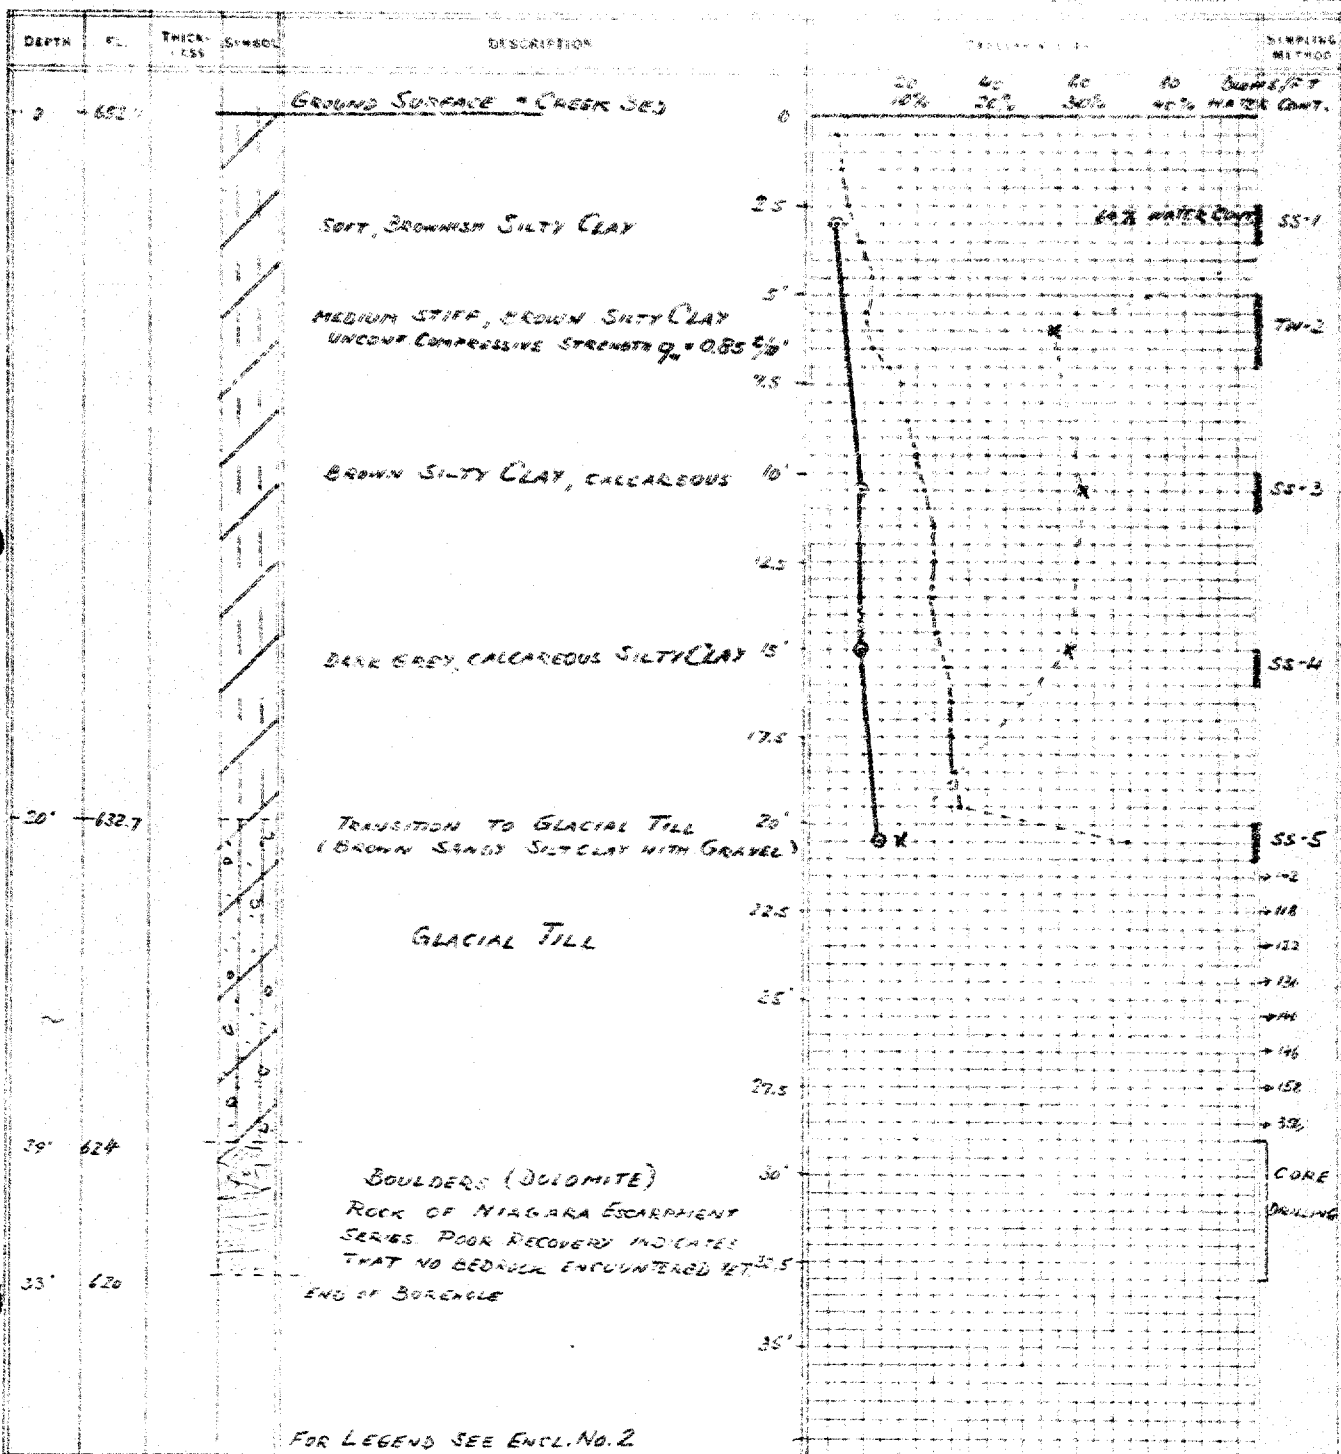 DEPTH EL. THICK- SYMBOL DESCRIPTION SAMPLING
METHOD
20 40 60 80 BLOWS/FT
10% 20% 30% 40% WATER CONT.
0 652.7 GROUND SURFACE = CREEK BED 0
2.5
SOFT, BROWNISH SILTY CLAY WATER CONT SS-1
5'
MEDIUM STIFF, BROWN SILTY CLAY TW-2
UNCONF. COMPRESSIVE STRENGTH qu = 0.85
7.5
BROWN SILTY CLAY, CALCAREOUS 10' SS-3
12.5
DARK GREY, CALCAREOUS SILTY CLAY 15' SS-4
17.5
20' 632.7 TRANSITION TO GLACIAL TILL 20'
(BROWN SANDY SILTCLAY WITH GRAVEL) SS-5
22.5 118
GLACIAL TILL 122
25'
146
27.5 158
29' 624
BOULDERS (DOLOMITE) 30' CORE
ROCK OF NIAGARA ESCARPMENT DRILLING
SERIES. POOR RECOVERY INDICATES
THAT NO BEDROCK ENCOUNTERED YET
33' 620 END OF BOREHOLE
35'
FOR LEGEND SEE ENCL. No. 2